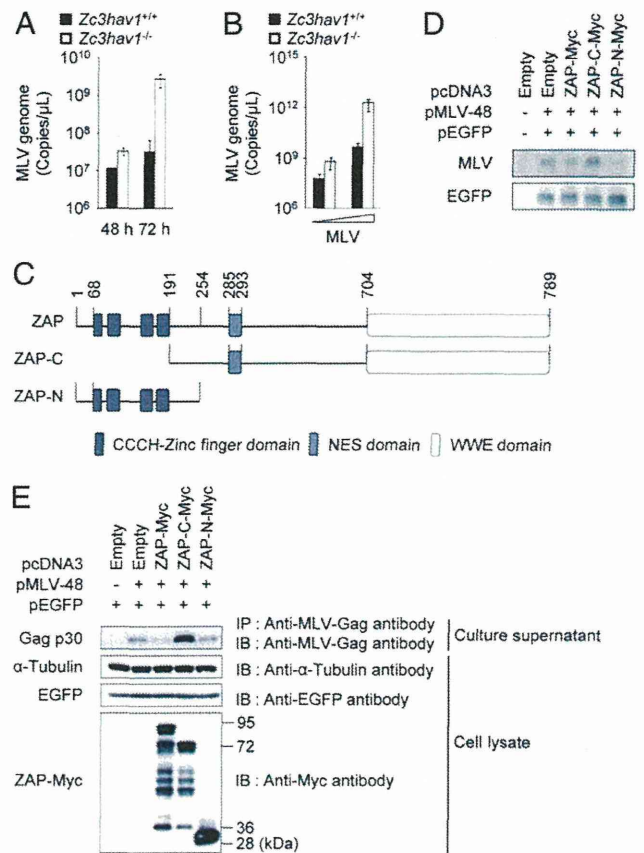 A
Zc3hav1+/+
Zc3hav1-/-
MLV genome
(Copies/μL)
10^10
10^9
10^8
10^7
10^6
48 h 72 h
B
Zc3hav1+/+
Zc3hav1-/-
MLV genome
(Copies/μL)
10^15
10^12
10^9
10^6
MLV
D
Empty
Empty
ZAP-Myc
ZAP-C-Myc
ZAP-N-Myc
pcDNA3
pMLV-48 - + + + +
pEGFP - + + + +
MLV
EGFP
C
1
68
191
254
285
293
704
789
ZAP
ZAP-C
ZAP-N
CCCH-Zinc finger domain
NES domain
WWE domain
E
Empty
Empty
ZAP-Myc
ZAP-C-Myc
ZAP-N-Myc
pcDNA3
pMLV-48 - + + + +
pEGFP + + + + +
Gag p30
IP : Anti-MLV-Gag antibody
IB : Anti-MLV-Gag antibody
Culture supernatant
α-Tubulin
IB : Anti-α-Tubulin antibody
EGFP
IB : Anti-EGFP antibody
Cell lysate
ZAP-Myc
95
72
IB : Anti-Myc antibody
36
28 (kDa)